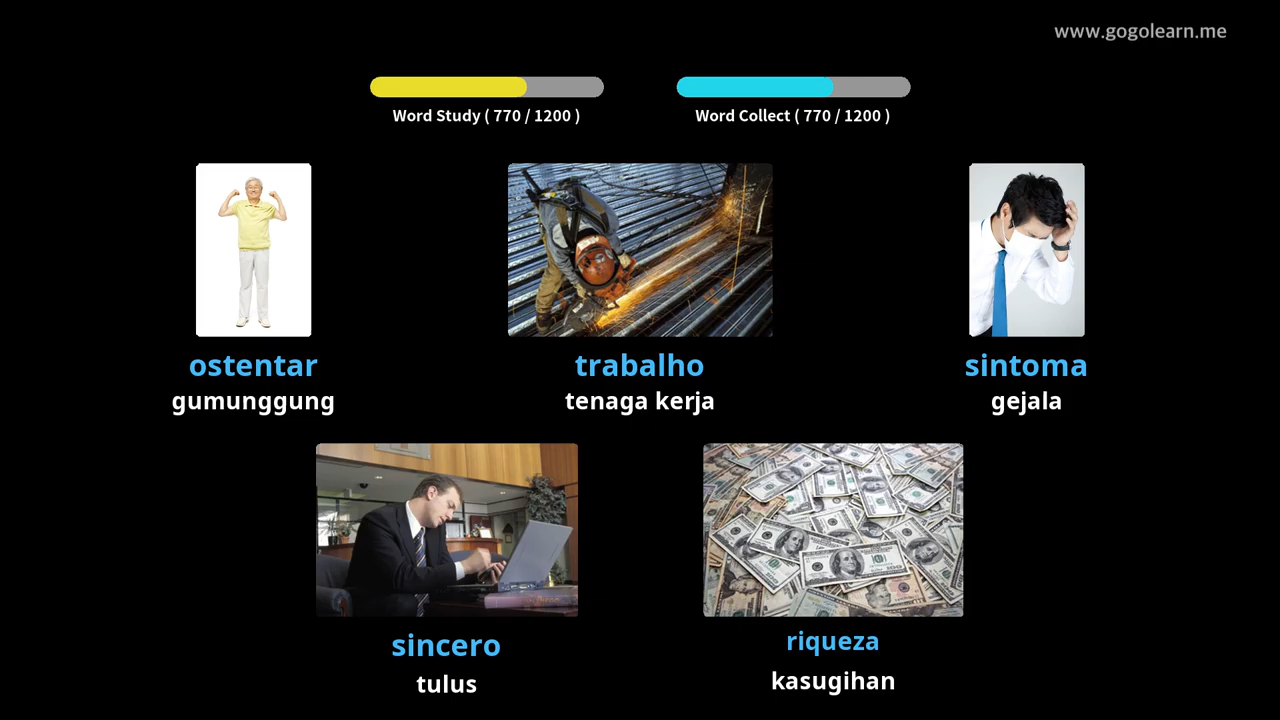 www.gogolearn.me
Word Study ( 770 / 1200 )
Word Collect ( 770 / 1200 )
ostentar
gumunggung
trabalho
tenaga kerja
sintoma
gejala
sincero
tulus
riqueza
kasugihan